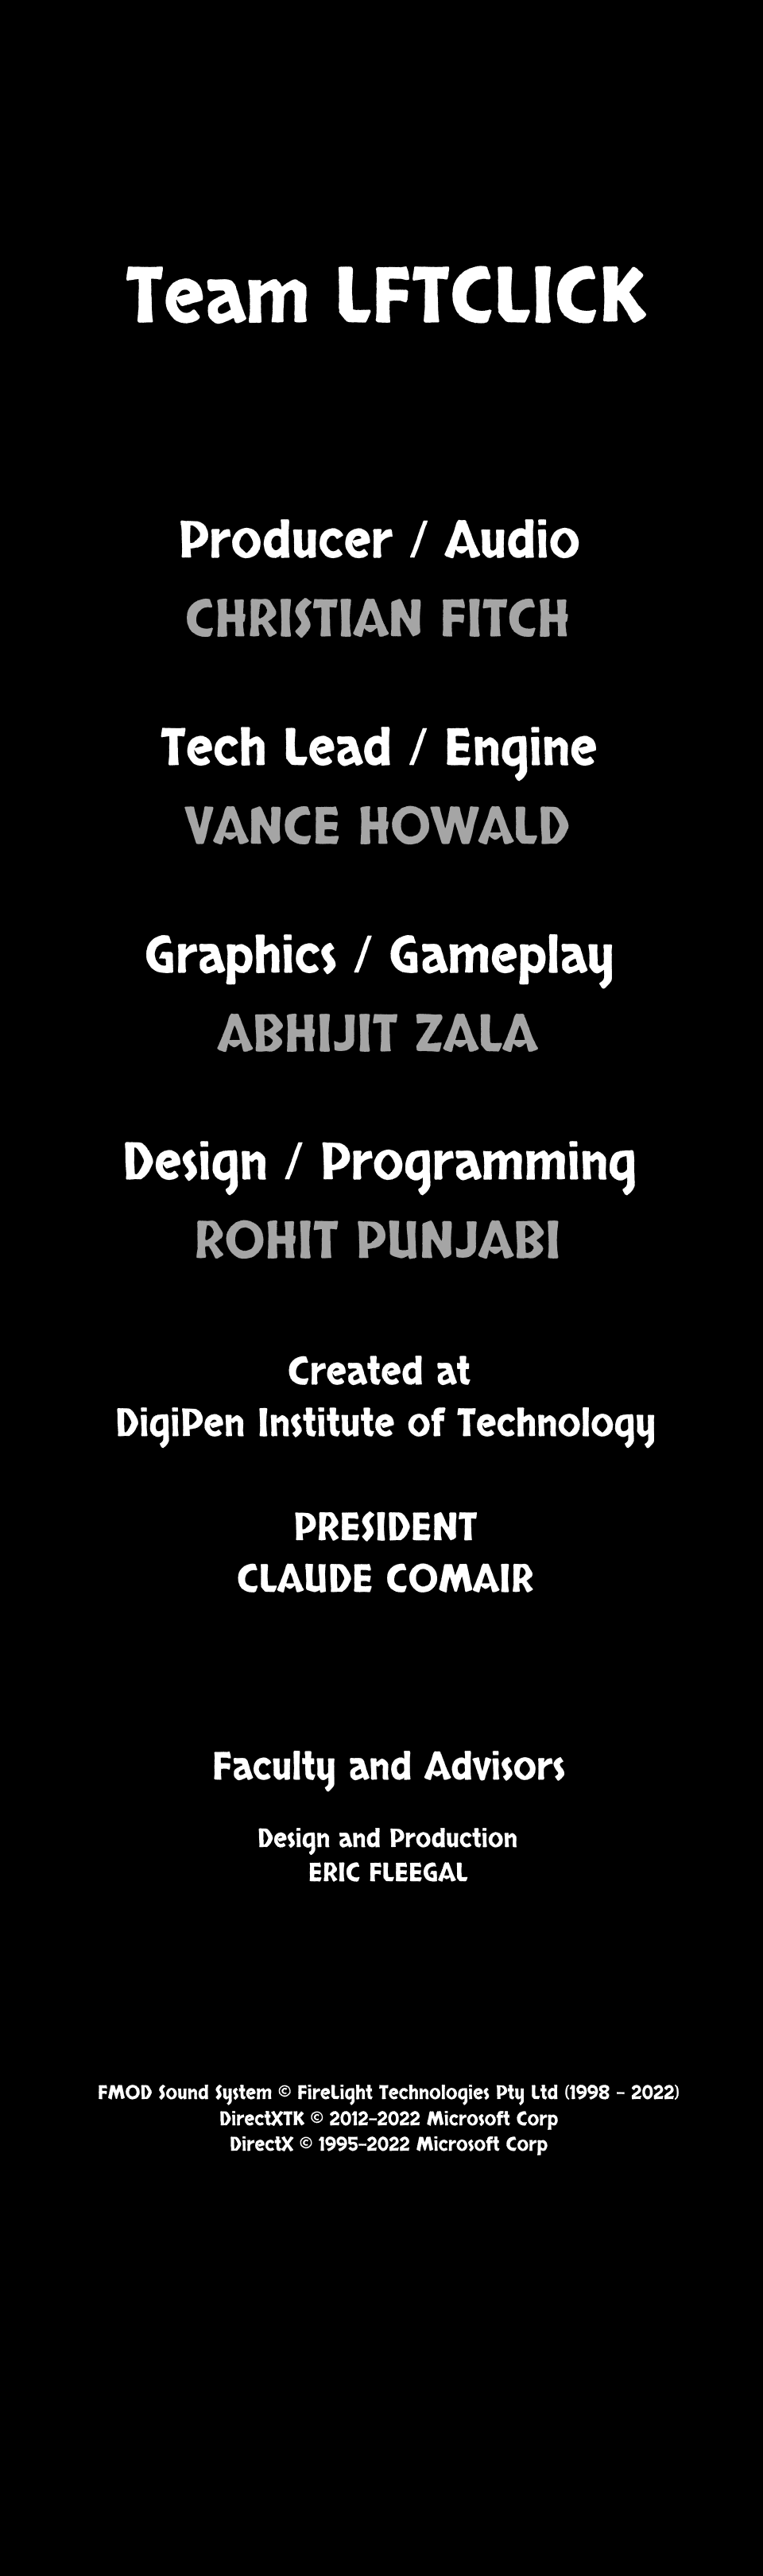 Team LFTCLICK
Producer / Audio
CHRISTIAN FITCH
Tech Lead / Engine
VANCE HOWALD
Graphics / Gameplay
ABHIJIT ZALA
Design / Programming
ROHIT PUNJABI
Created at
DigiPen Institute of Technology
PRESIDENT
CLAUDE COMAIR
Faculty and Advisors
Design and Production
ERIC FLEEGAL
FMOD Sound System © FireLight Technologies Pty Ltd (1998 - 2022)
DirectXTK © 2012-2022 Microsoft Corp
DirectX © 1995-2022 Microsoft Corp